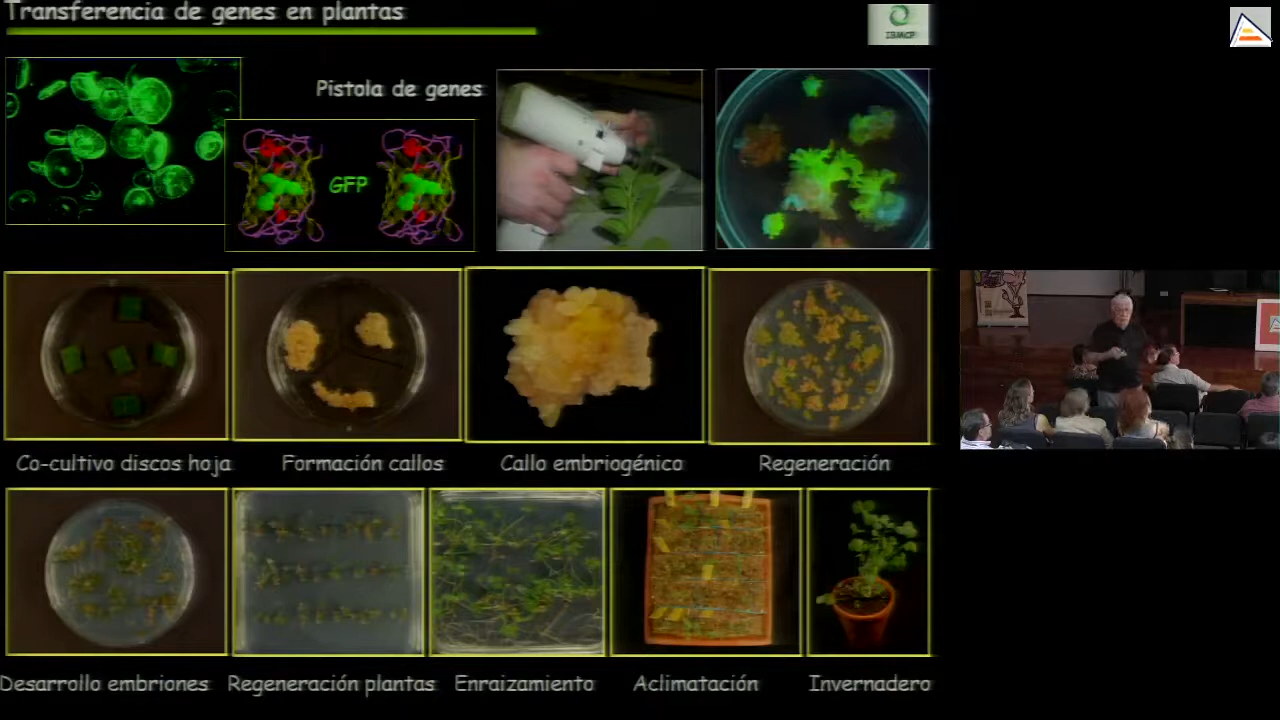 Transferencia de genes en plantas
IBMCP
Pistola de genes
GFP
Co-cultivo discos hoja
Formación callos
Callo embriogénico
Regeneración
Desarrollo embriones
Regeneración plantas
Enraizamiento
Aclimatación
Invernadero